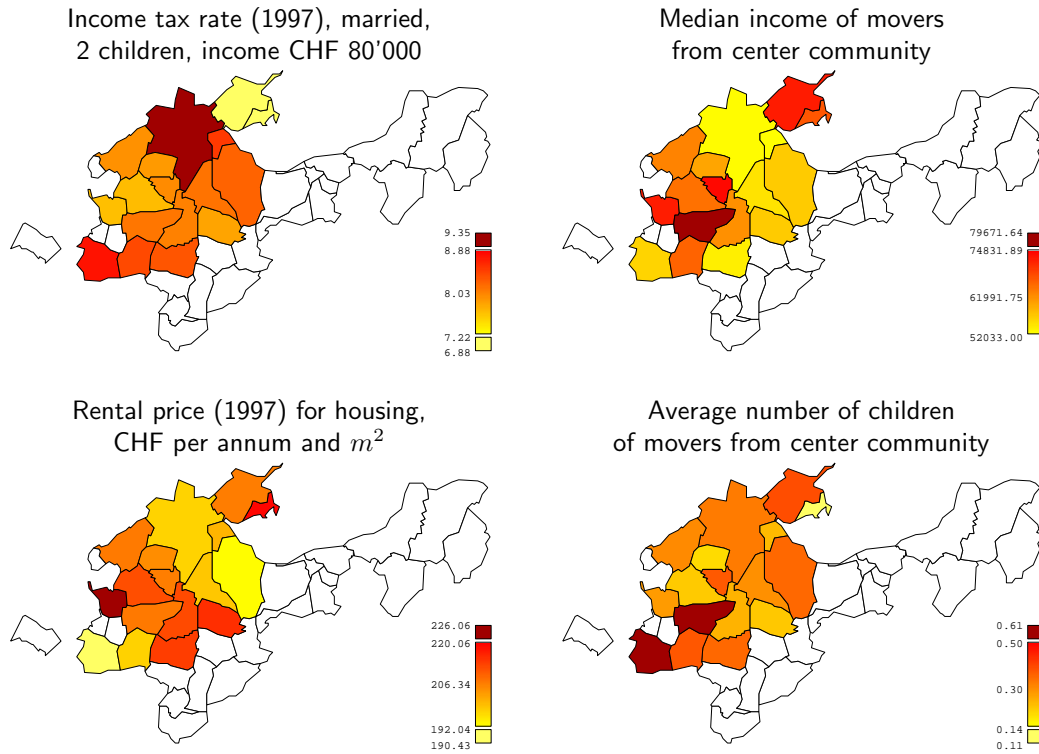 Income tax rate (1997), married,
2 children, income CHF 80'000
9.35
8.88
8.03
7.22
6.88
Median income of movers
from center community
79671.64
74831.89
61991.75
52033.00
Rental price (1997) for housing,
CHF per annum and m²
226.06
220.06
206.34
192.04
190.43
Average number of children
of movers from center community
0.61
0.50
0.30
0.14
0.11